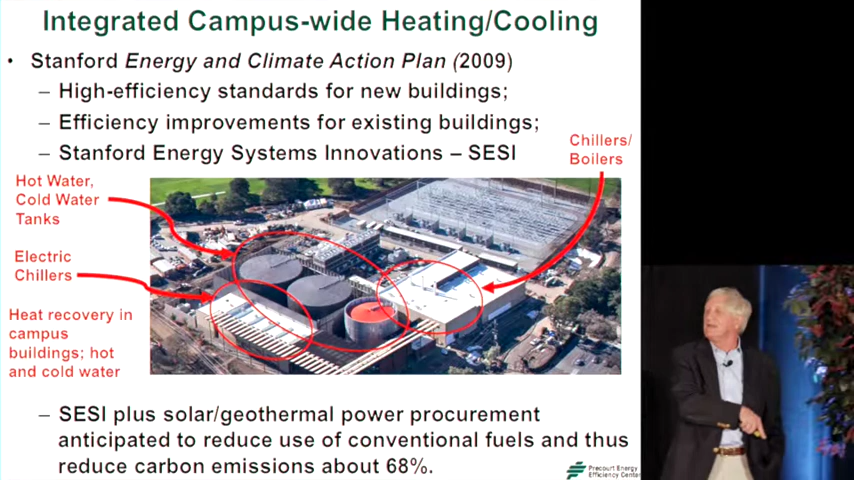 Integrated Campus-wide Heating/Cooling
• Stanford Energy and Climate Action Plan (2009)
– High-efficiency standards for new buildings;
– Efficiency improvements for existing buildings;
– Stanford Energy Systems Innovations – SESI
Chillers/
Boilers
Hot Water,
Cold Water
Tanks
Electric
Chillers
Heat recovery in
campus
buildings; hot
and cold water
– SESI plus solar/geothermal power procurement
anticipated to reduce use of conventional fuels and thus
reduce carbon emissions about 68%.
Precourt Energy
Efficiency Center